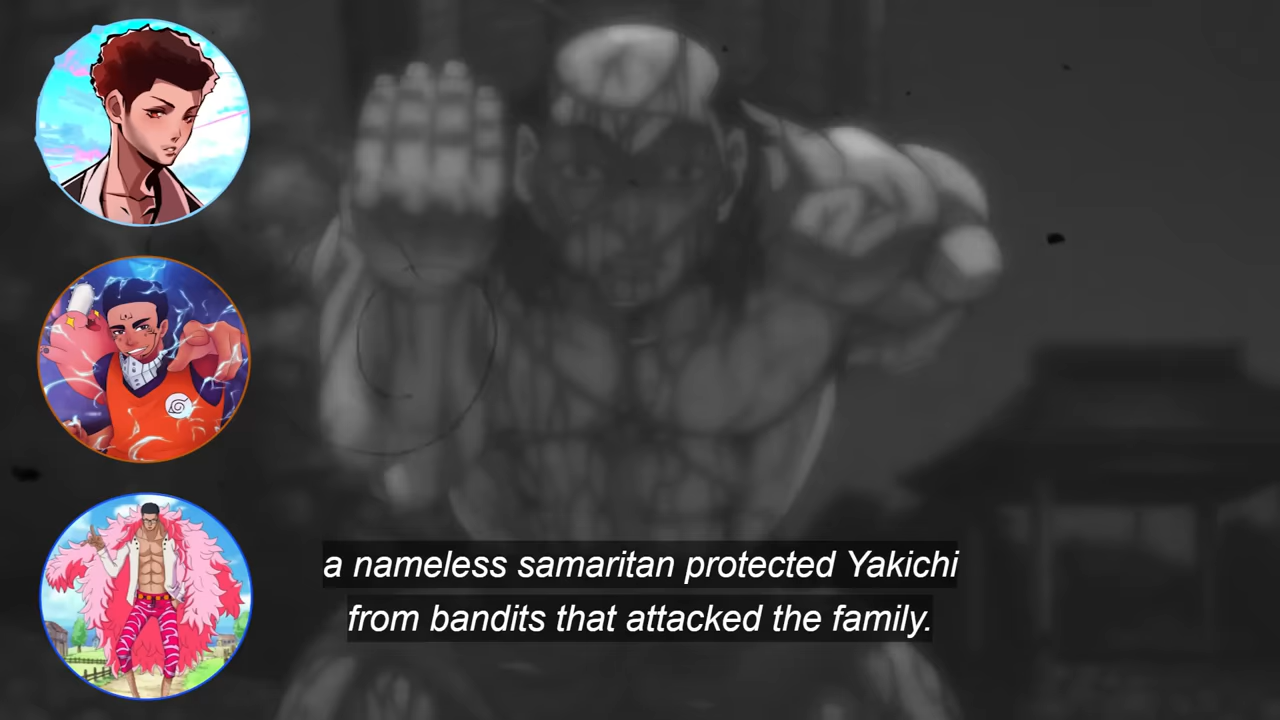 a nameless samaritan protected Yakichi
from bandits that attacked the family.